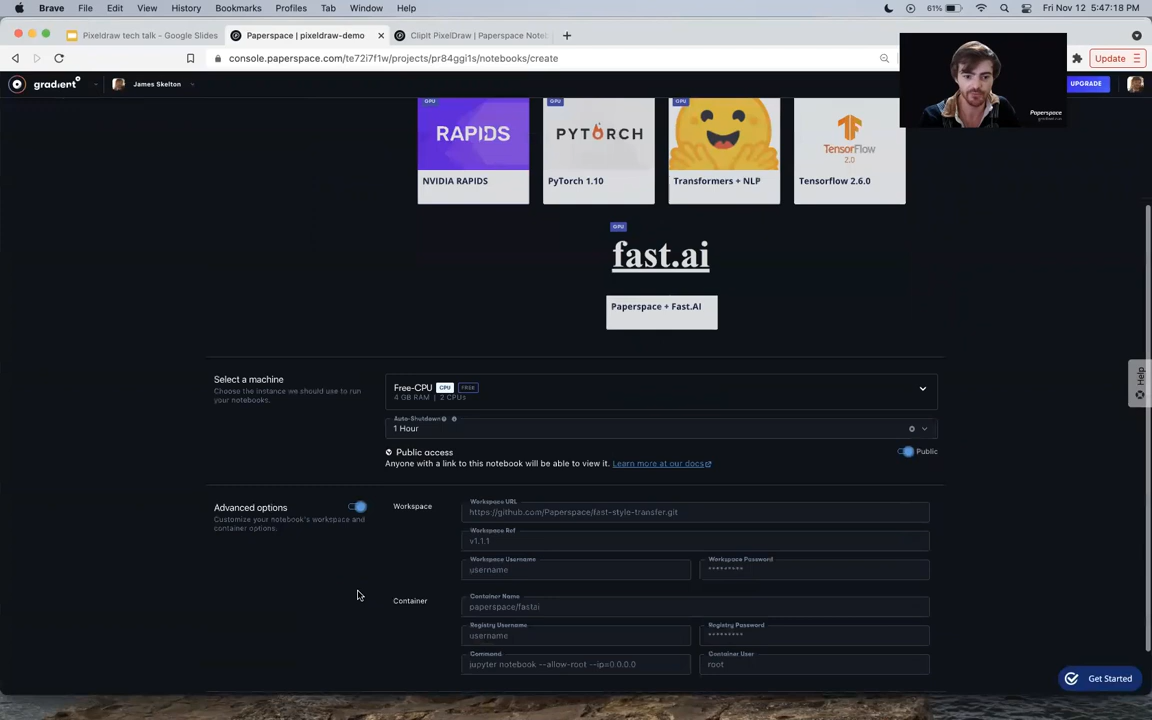 Brave File Edit View History Bookmarks Profiles Tab Window Help 61% Fri Nov 12 5:47:18 PM
Pixeldraw tech talk - Google Slides Paperspace | pixeldraw-demo ClipIt PixelDraw | Paperspace Note
console.paperspace.com/te72i7f1w/projects/pr84ggi1s/notebooks/create Update
gradient James Skelton UPGRADE
Paperspace
gradient.run
GPU GPU GPU
RAPIDS PYTORCH TensorFlow
2.0
NVIDIA RAPIDS PyTorch 1.10 Transformers + NLP Tensorflow 2.6.0
GPU
fast.ai
Paperspace + Fast.AI
Select a machine
Choose the instance we should use to run
your notebooks.
Free-CPU CPU FREE
4 GB RAM | 2 CPUs
Auto-Shutdown
1 Hour
Public access Public
Anyone with a link to this notebook will be able to view it. Learn more at our docs
Help
Advanced options
Customize your notebook's workspace and
container options.
Workspace
Workspace URL
https://github.com/Paperspace/fast-style-transfer.git
Workspace Ref
v1.1.1
Workspace Username Workspace Password
username *********
Container
Container Name
paperspace/fastai
Registry Username Registry Password
username *********
Command Container User
jupyter notebook --allow-root --ip=0.0.0.0 root
Get Started